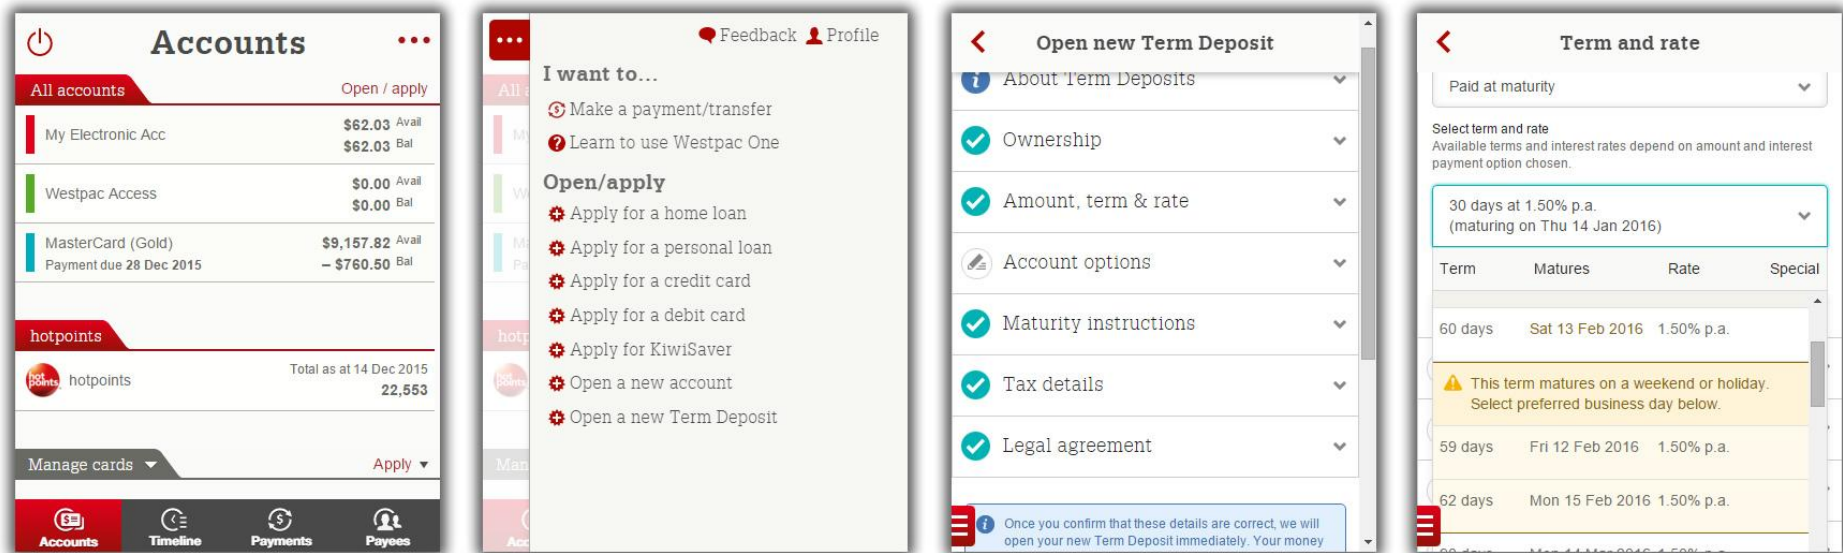 Accounts
All accounts
Open / apply
My Electronic Acc
$62.03 Avail
$62.03 Bal
Westpac Access
$0.00 Avail
$0.00 Bal
MasterCard (Gold)
$9,157.82 Avail
Payment due 28 Dec 2015
– $760.50 Bal
hotpoints
hot points
hotpoints
Total as at 14 Dec 2015
22,553
Manage cards
Apply
Accounts
Timeline
Payments
Payees
Feedback
Profile
I want to...
Make a payment/transfer
Learn to use Westpac One
Open/apply
Apply for a home loan
Apply for a personal loan
Apply for a credit card
Apply for a debit card
Apply for KiwiSaver
Open a new account
Open a new Term Deposit
Open new Term Deposit
About Term Deposits
Ownership
Amount, term & rate
Account options
Maturity instructions
Tax details
Legal agreement
Once you confirm that these details are correct, we will
open your new Term Deposit immediately. Your money
Term and rate
Paid at maturity
Select term and rate
Available terms and interest rates depend on amount and interest
payment option chosen.
30 days at 1.50% p.a.
(maturing on Thu 14 Jan 2016)
Term Matures Rate Special
60 days Sat 13 Feb 2016 1.50% p.a.
This term matures on a weekend or holiday.
Select preferred business day below.
59 days Fri 12 Feb 2016 1.50% p.a.
62 days Mon 15 Feb 2016 1.50% p.a.